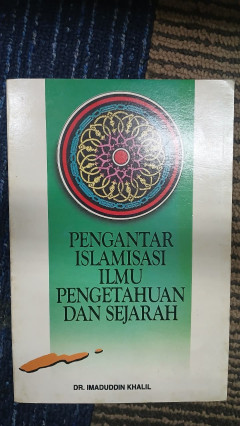 PENGANTAR
ISLAMISASI
ILMU
PENGETAHUAN
DAN SEJARAH
DR. IMADUDDIN KHALIL